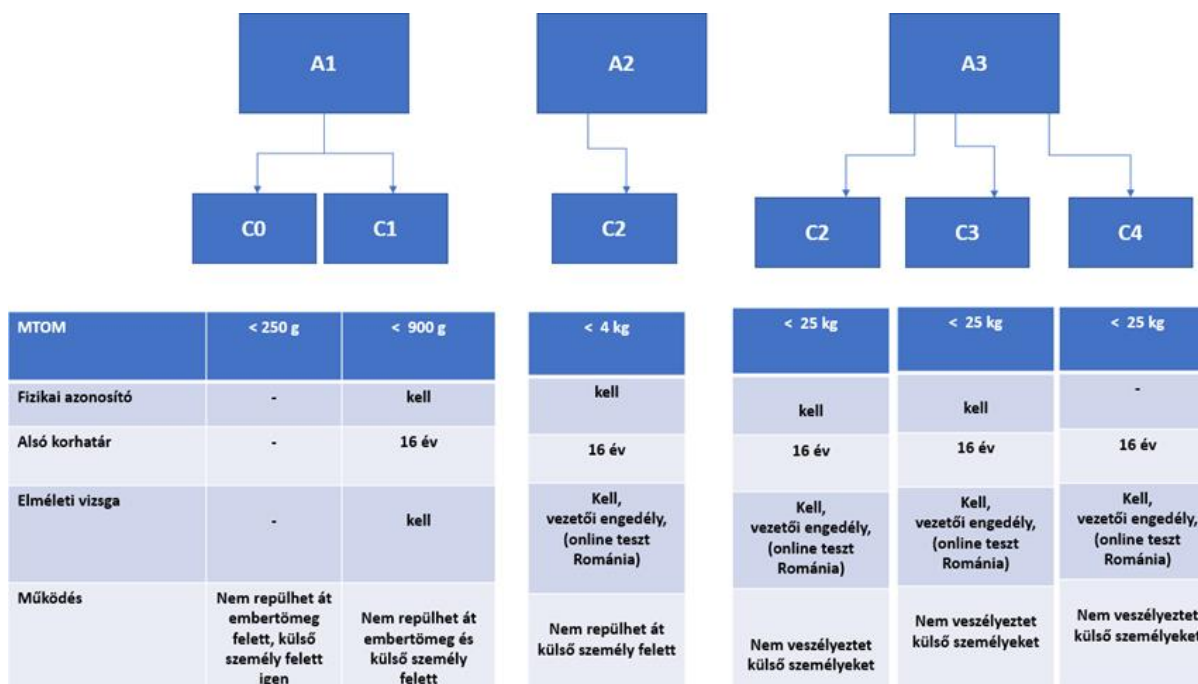 A1
A2
A3
C0
C1
C2
C2
C3
C4
MTOM
< 250 g
< 900 g
< 4 kg
< 25 kg
< 25 kg
< 25 kg
Fizikai azonosító
-
kell
kell
kell
kell
-
Alsó korhatár
-
16 év
16 év
16 év
16 év
16 év
Elméleti vizsga
-
kell
Kell,
vezetői engedély,
(online teszt
Románia)
Kell,
vezetői engedély,
(online teszt
Románia)
Kell,
vezetői engedély,
(online teszt
Románia)
Kell,
vezetői engedély,
(online teszt
Románia)
Működés
Nem repülhet át
embertömeg
felett, külső
személy felett
igen
Nem repülhet át
embertömeg és
külső személy
felett
Nem repülhet át
külső személy felett
Nem veszélyeztet
külső személyeket
Nem veszélyeztet
külső személyeket
Nem veszélyeztet
külső személyeket